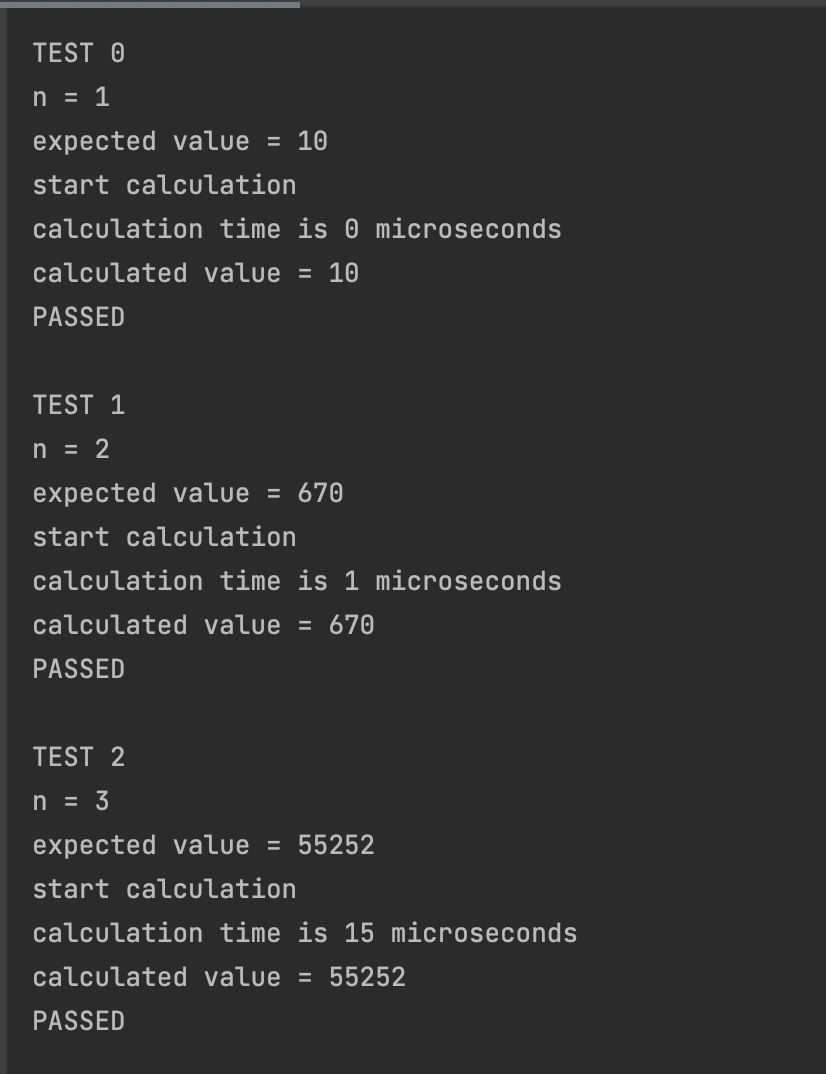 TEST 0
n = 1
expected value = 10
start calculation
calculation time is 0 microseconds
calculated value = 10
PASSED

TEST 1
n = 2
expected value = 670
start calculation
calculation time is 1 microseconds
calculated value = 670
PASSED

TEST 2
n = 3
expected value = 55252
start calculation
calculation time is 15 microseconds
calculated value = 55252
PASSED